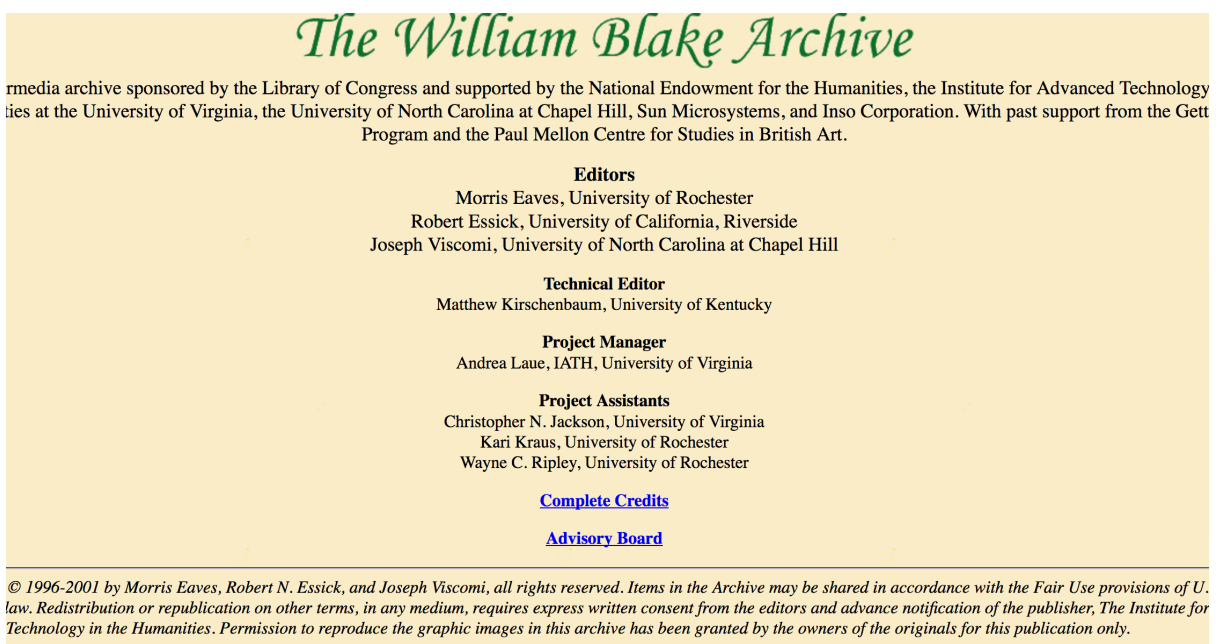 The William Blake Archive
rmedia archive sponsored by the Library of Congress and supported by the National Endowment for the Humanities, the Institute for Advanced Technology
ties at the University of Virginia, the University of North Carolina at Chapel Hill, Sun Microsystems, and Inso Corporation. With past support from the Gett
Program and the Paul Mellon Centre for Studies in British Art.
Editors
Morris Eaves, University of Rochester
Robert Essick, University of California, Riverside
Joseph Viscomi, University of North Carolina at Chapel Hill
Technical Editor
Matthew Kirschenbaum, University of Kentucky
Project Manager
Andrea Laue, IATH, University of Virginia
Project Assistants
Christopher N. Jackson, University of Virginia
Kari Kraus, University of Rochester
Wayne C. Ripley, University of Rochester
Complete Credits
Advisory Board
© 1996-2001 by Morris Eaves, Robert N. Essick, and Joseph Viscomi, all rights reserved. Items in the Archive may be shared in accordance with the Fair Use provisions of U.
law. Redistribution or republication on other terms, in any medium, requires express written consent from the editors and advance notification of the publisher, The Institute for
Technology in the Humanities. Permission to reproduce the graphic images in this archive has been granted by the owners of the originals for this publication only.